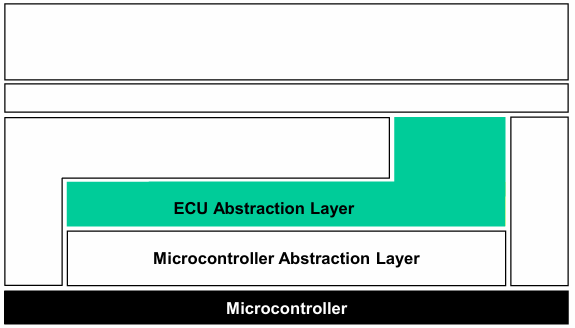 ECU Abstraction Layer
Microcontroller Abstraction Layer
Microcontroller